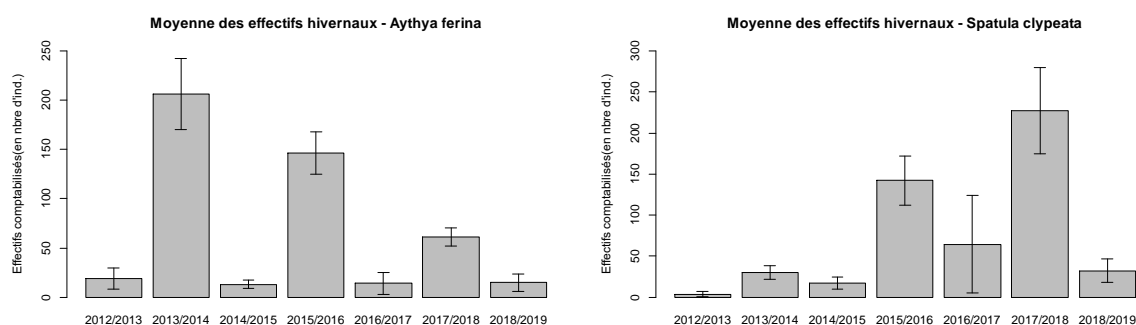 Moyenne des effectifs hivernaux - Aythya ferina
Effectifs comptabilisés(en nbre d'ind.)
250
200
150
100
50
0
2012/2013 2013/2014 2014/2015 2015/2016 2016/2017 2017/2018 2018/2019
Moyenne des effectifs hivernaux - Spatula clypeata
Effectifs comptabilisés(en nbre d'ind.)
300
250
200
150
100
50
0
2012/2013 2013/2014 2014/2015 2015/2016 2016/2017 2017/2018 2018/2019